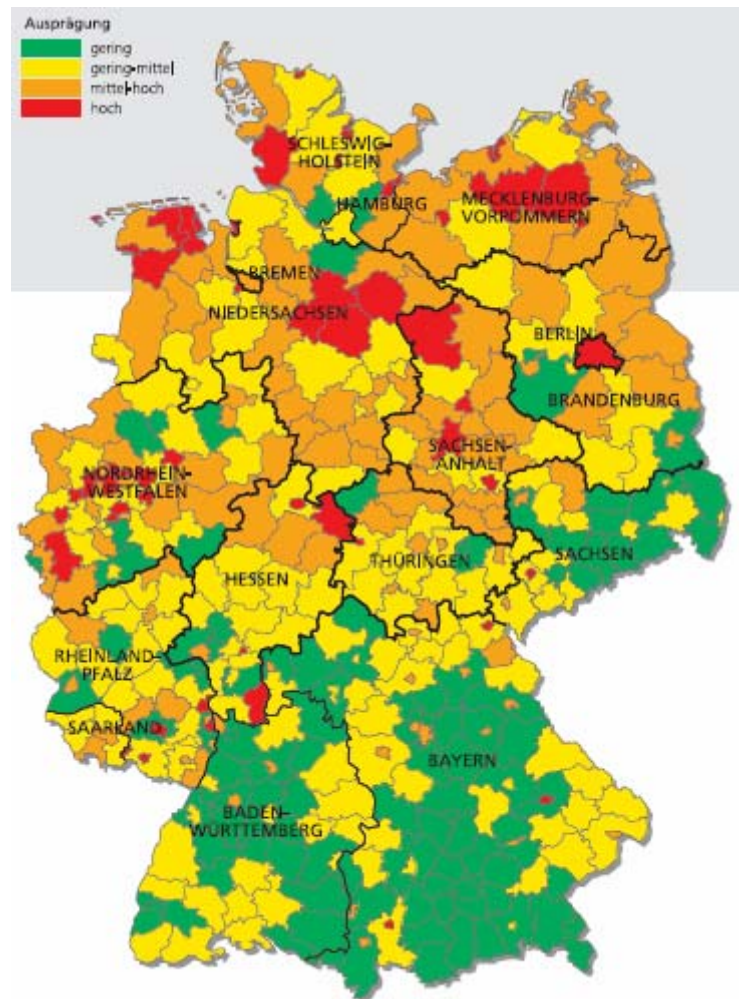 Ausprägung
gering
gering-mittel
mittel-hoch
hoch
SCHLESWIG-
HOLSTEIN
HAMBURG
MECKLENBURG-
VORPOMMERN
BREMEN
NIEDERSACHSEN
BERLIN
BRANDENBURG
SACHSEN-
ANHALT
NORDRHEIN-
WESTFALEN
THÜRINGEN
SACHSEN
HESSEN
RHEINLAND-
PFALZ
SAARLAND
BAYERN
BADEN-
WÜRTTEMBERG